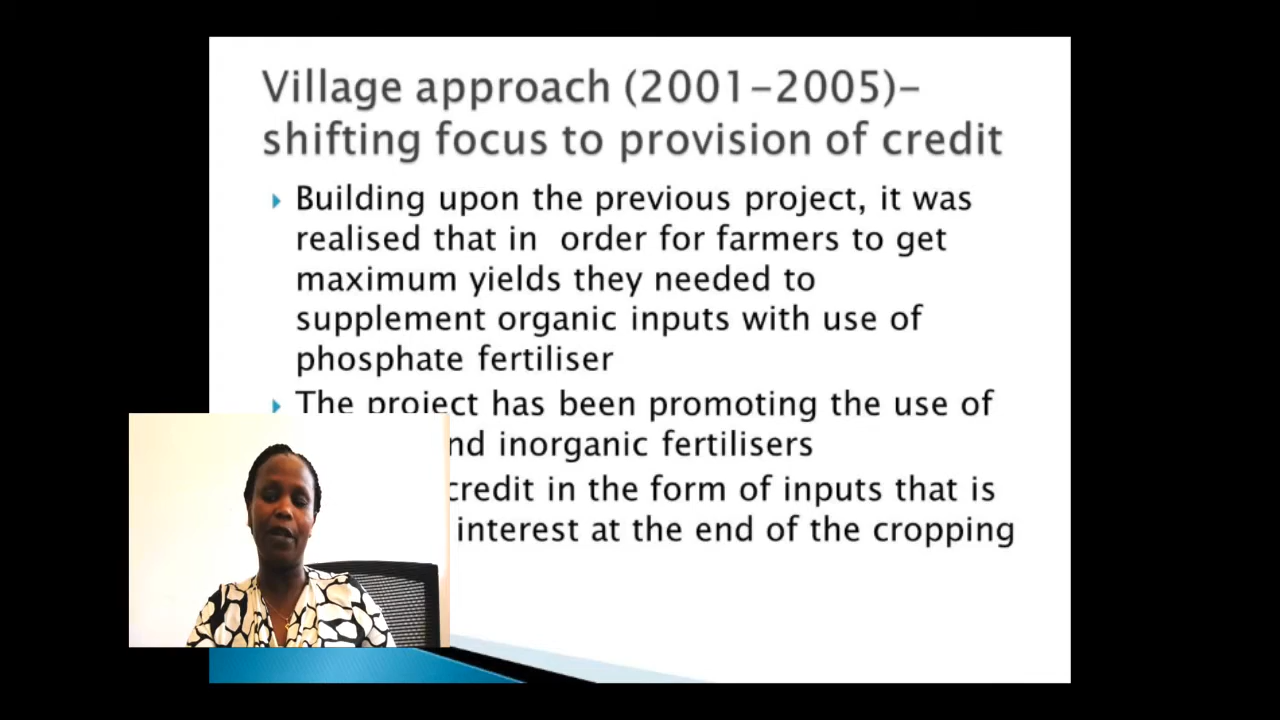 Village approach (2001-2005)-
shifting focus to provision of credit
Building upon the previous project, it was
realised that in order for farmers to get
maximum yields they needed to
supplement organic inputs with use of
phosphate fertiliser
The project has been promoting the use of
inorganic fertilisers
credit in the form of inputs that is
interest at the end of the cropping